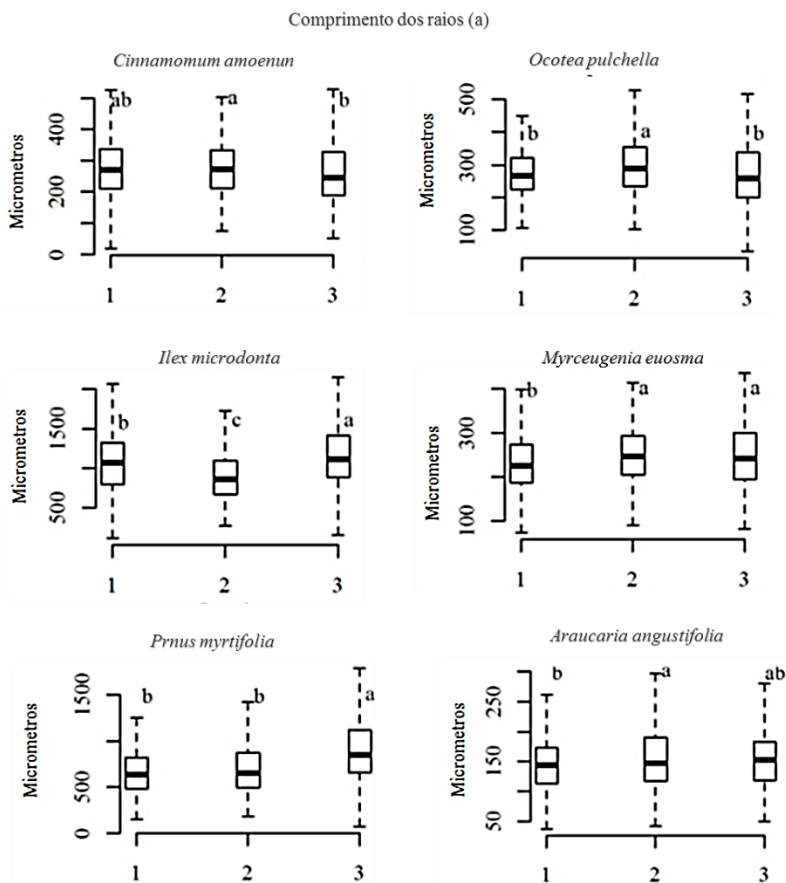 Comprimento dos raios (a)
Cinnamomum amoenun
Micrometros
400
200
0
ab
a
b
1 2 3
Ocotea pulchella
Micrometros
500
300
100
b
a
b
1 2 3
Ilex microdonta
Micrometros
1500
500
b
c
a
1 2 3
Myrceugenia euosma
Micrometros
300
100
b
a
a
1 2 3
Prnus myrtifolia
Micrometros
1500
500
0
b
b
a
1 2 3
Araucaria angustifolia
Micrometros
250
150
50
b
a
ab
1 2 3